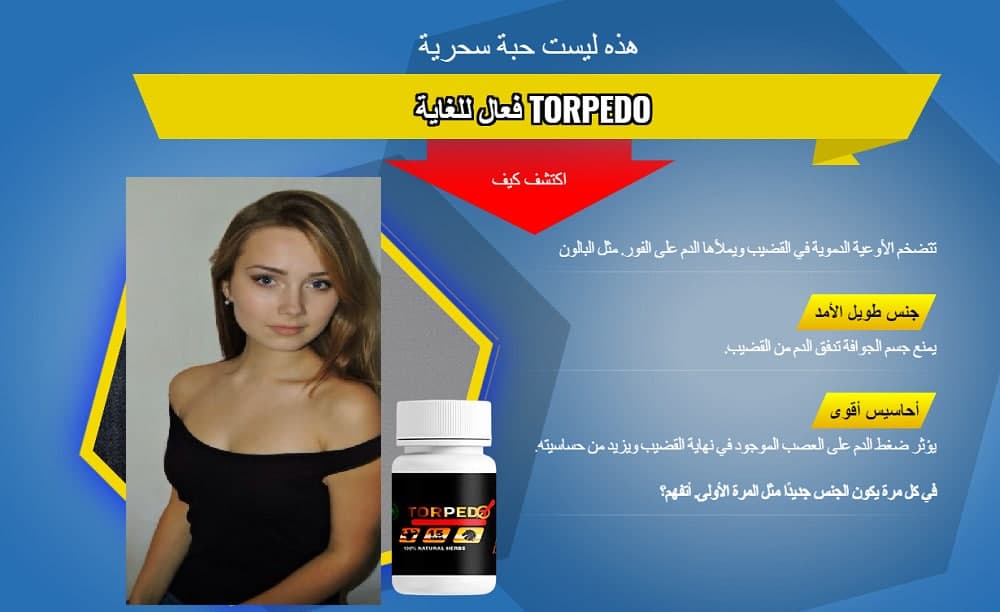 هذه ليست حبة سحرية
TORPEDO فعال للغاية
اكتشف كيف
تتضخم الأوعية الدموية في القضيب ويملأها الدم على الفور. مثل البالون
جنس طويل الأمد
يمنع جسم الجوافة تدفق الدم من القضيب.
أحاسيس أقوى
يؤثر ضغط الدم على العصب الموجود في نهاية القضيب ويزيد من حساسيته.
في كل مرة يكون الجنس جديدًا مثل المرة الأولى. أتفهم؟
TORPEDO
100% NATURAL HERBS